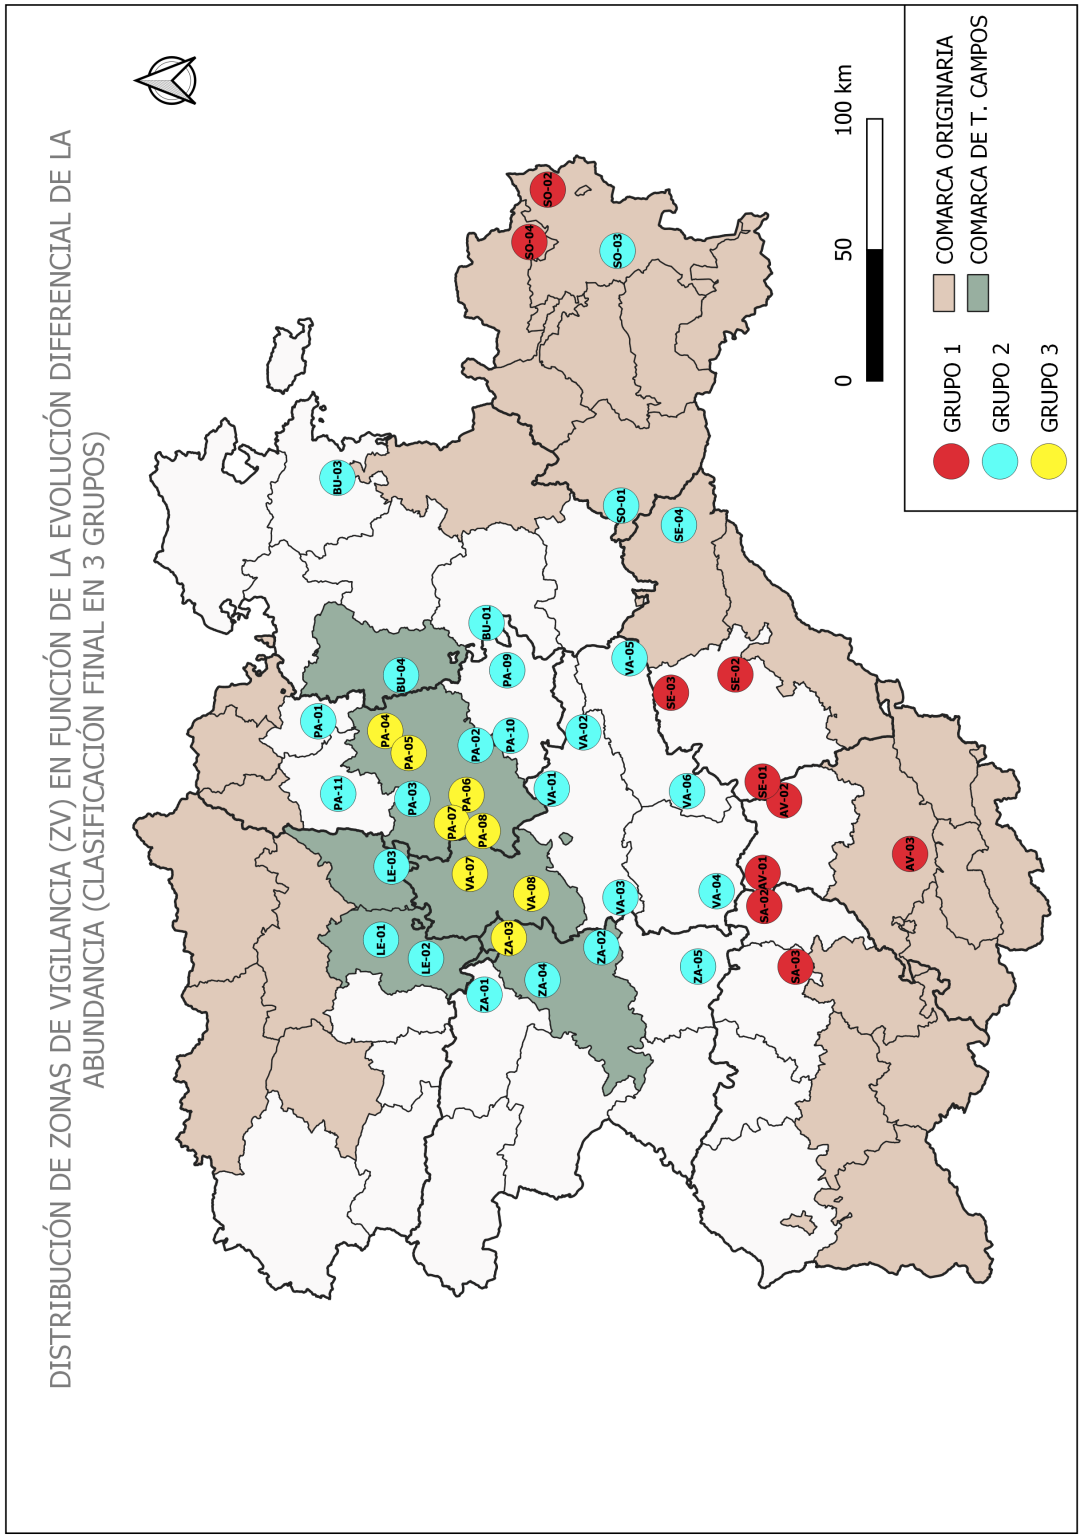 DISTRIBUCIÓN DE ZONAS DE VIGILANCIA (ZV) EN FUNCIÓN DE LA EVOLUCIÓN DIFERENCIAL DE LA
ABUNDANCIA (CLASIFICACIÓN FINAL EN 3 GRUPOS)
BU-03
PA-01
PA-11
BU-04
PA-04
PA-05
PA-03
LE-03
LE-01
LE-02
BU-01
PA-09
PA-10
PA-02
PA-06
PA-07
PA-08
VA-07
ZA-01
SO-02
SO-04
SO-03
VA-01
VA-08
ZA-03
ZA-04
VA-02
SO-01
VA-05
VA-03
ZA-02
SE-04
SE-03
SE-02
VA-06
VA-04
ZA-05
SE-01
AV-02
AV-01
SA-02
SA-03
AV-03
0
50
100 km
GRUPO 1
GRUPO 2
GRUPO 3
COMARCA ORIGINARIA
COMARCA DE T. CAMPOS